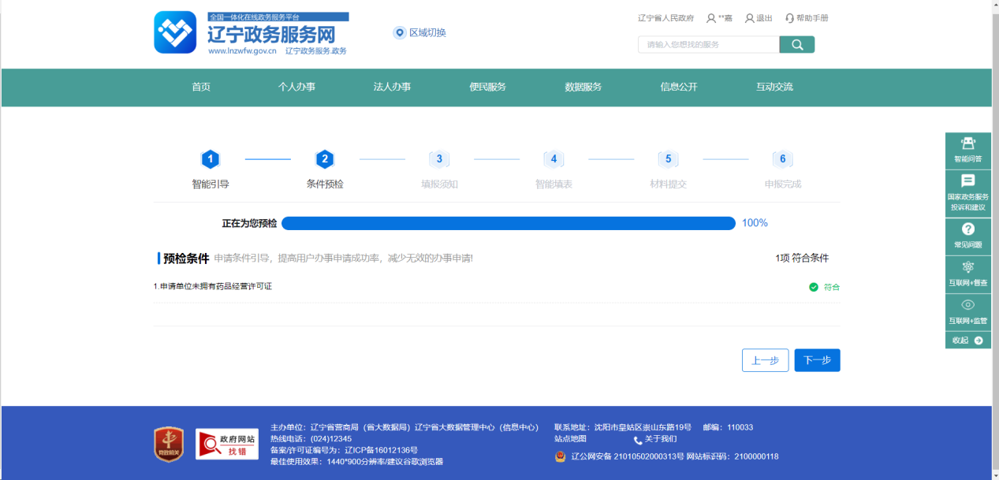 全国一体化在线政务服务平台
辽宁政务服务网
www.lnzwfw.gov.cn 辽宁政务服务.政务
区域切换
辽宁省人民政府 **嘉 退出 帮助手册
请输入您想找的服务
首页 个人办事 法人办事 便民服务 数据服务 信息公开 互动交流
1 2 3 4 5 6
智能引导 条件预检 填报须知 智能填表 材料提交 申报完成
正在为您预检 100%
预检条件 申请条件引导，提高用户办事申请成功率，减少无效的办事申请! 1项 符合条件
1.申请单位未拥有药品经营许可证 符合
上一步 下一步
智能问答
国家政务服务
投诉和建议
常见问题
互联网+督查
互联网+监管
收起
党政机关
政府网站
找错
主办单位：辽宁省营商局（省大数据局）辽宁省大数据管理中心（信息中心）
热线电话：(024)12345
备案/许可证编号为：辽ICP备16012136号
最佳使用效果：1440*900分辨率/建议谷歌浏览器
联系地址：沈阳市皇姑区崇山东路19号 邮编：110033
站点地图 关于我们
辽公网安备 21010502000313号 网站标识码：2100000118